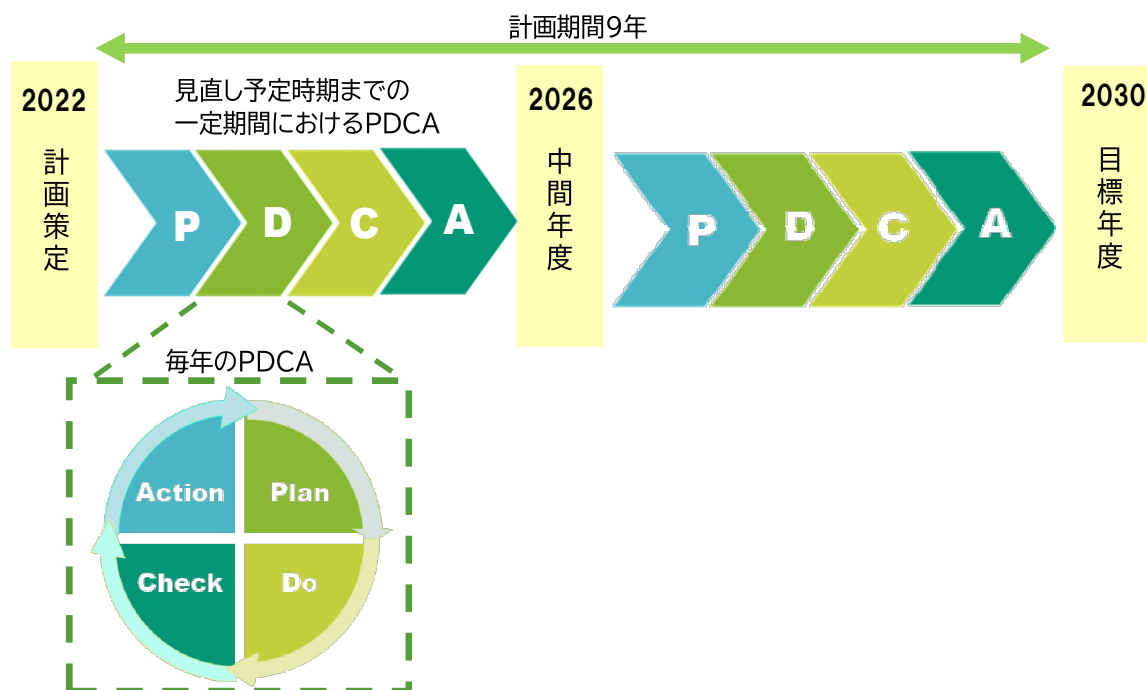 計画期間9年
2022
計画策定
見直し予定時期までの
一定期間におけるPDCA
P
D
C
A
2026
中間年度
P
D
C
A
2030
目標年度
毎年のPDCA
Action
Plan
Check
Do